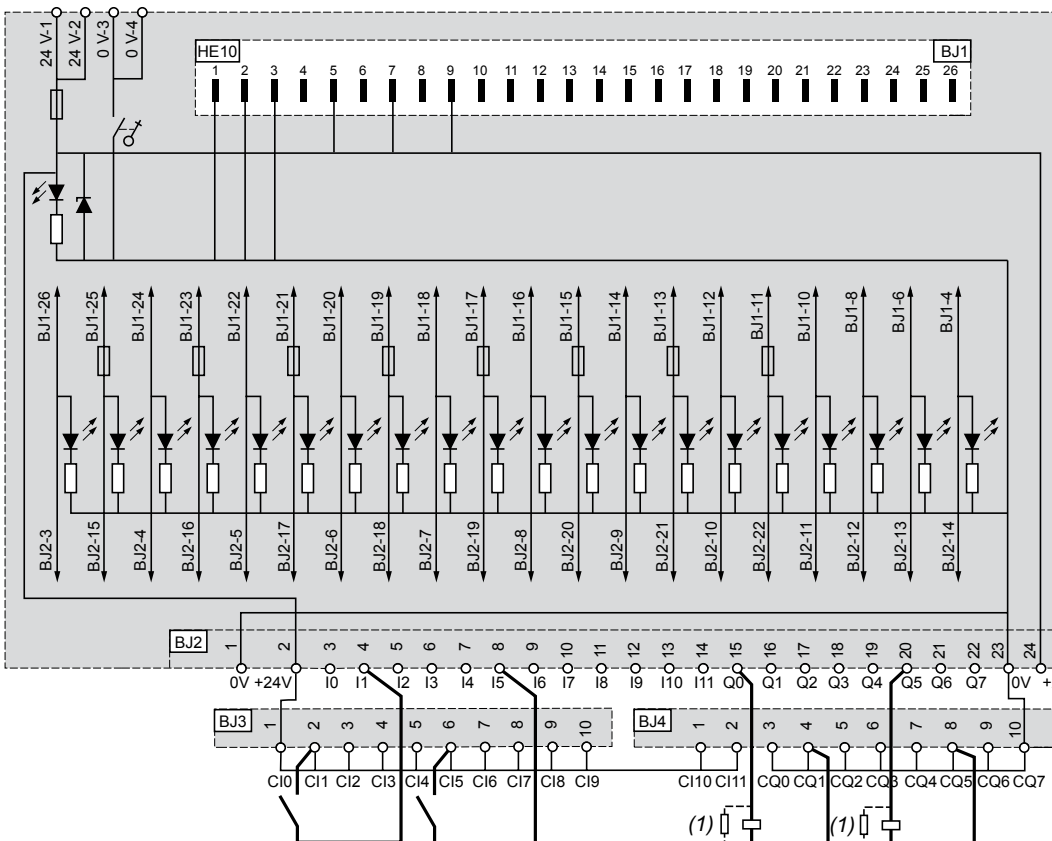 24 V-1 24 V-2 0 V-3 0 V-4
HE10 BJ1
1 2 3 4 5 6 7 8 9 10 11 12 13 14 15 16 17 18 19 20 21 22 23 24 25 26
BJ1-26 BJ1-25 BJ1-24 BJ1-23 BJ1-22 BJ1-21 BJ1-20 BJ1-19 BJ1-18 BJ1-17 BJ1-16 BJ1-15 BJ1-14 BJ1-13 BJ1-12 BJ1-11 BJ1-10 BJ1-8 BJ1-6 BJ1-4
BJ2-3 BJ2-15 BJ2-4 BJ2-16 BJ2-5 BJ2-17 BJ2-6 BJ2-18 BJ2-7 BJ2-19 BJ2-8 BJ2-20 BJ2-9 BJ2-21 BJ2-10 BJ2-22 BJ2-11 BJ2-12 BJ2-13 BJ2-14
BJ2 1 2 3 4 5 6 7 8 9 10 11 12 13 14 15 16 17 18 19 20 21 22 23 24
0V +24V I0 I1 I2 I3 I4 I5 I6 I7 I8 I9 I10 I11 Q0 Q1 Q2 Q3 Q4 Q5 Q6 Q7 0V +
BJ3 1 2 3 4 5 6 7 8 9 10 BJ4 1 2 3 4 5 6 7 8 9 10
CI0 CI1 CI2 CI3 CI4 CI5 CI6 CI7 CI8 CI9 CI10 CI11 CQ0 CQ1 CQ2 CQ3 CQ4 CQ5 CQ6 CQ7
(1) (1)